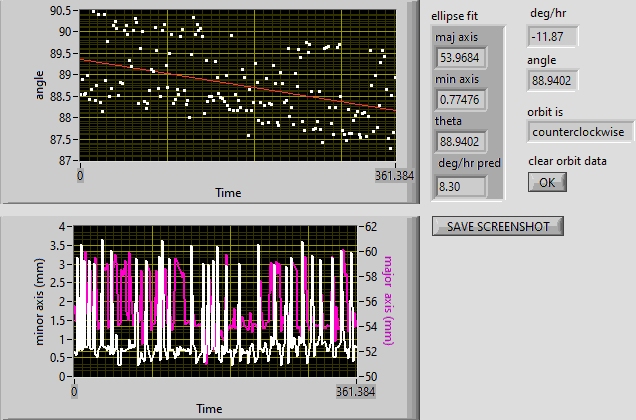 90.5
90
89.5
89
88.5
88
87.5
87
angle
0
361.384
Time
ellipse fit
maj axis
53.9684
min axis
0.77476
theta
88.9402
deg/hr pred
8.30
deg/hr
-11.87
angle
88.9402
orbit is
counterclockwise
clear orbit data
OK
SAVE SCREENSHOT
4
3.5
3
2.5
2
1.5
1
0.5
0
minor axis (mm)
62
60
58
56
54
52
50
major axis (mm)
0
361.384
Time